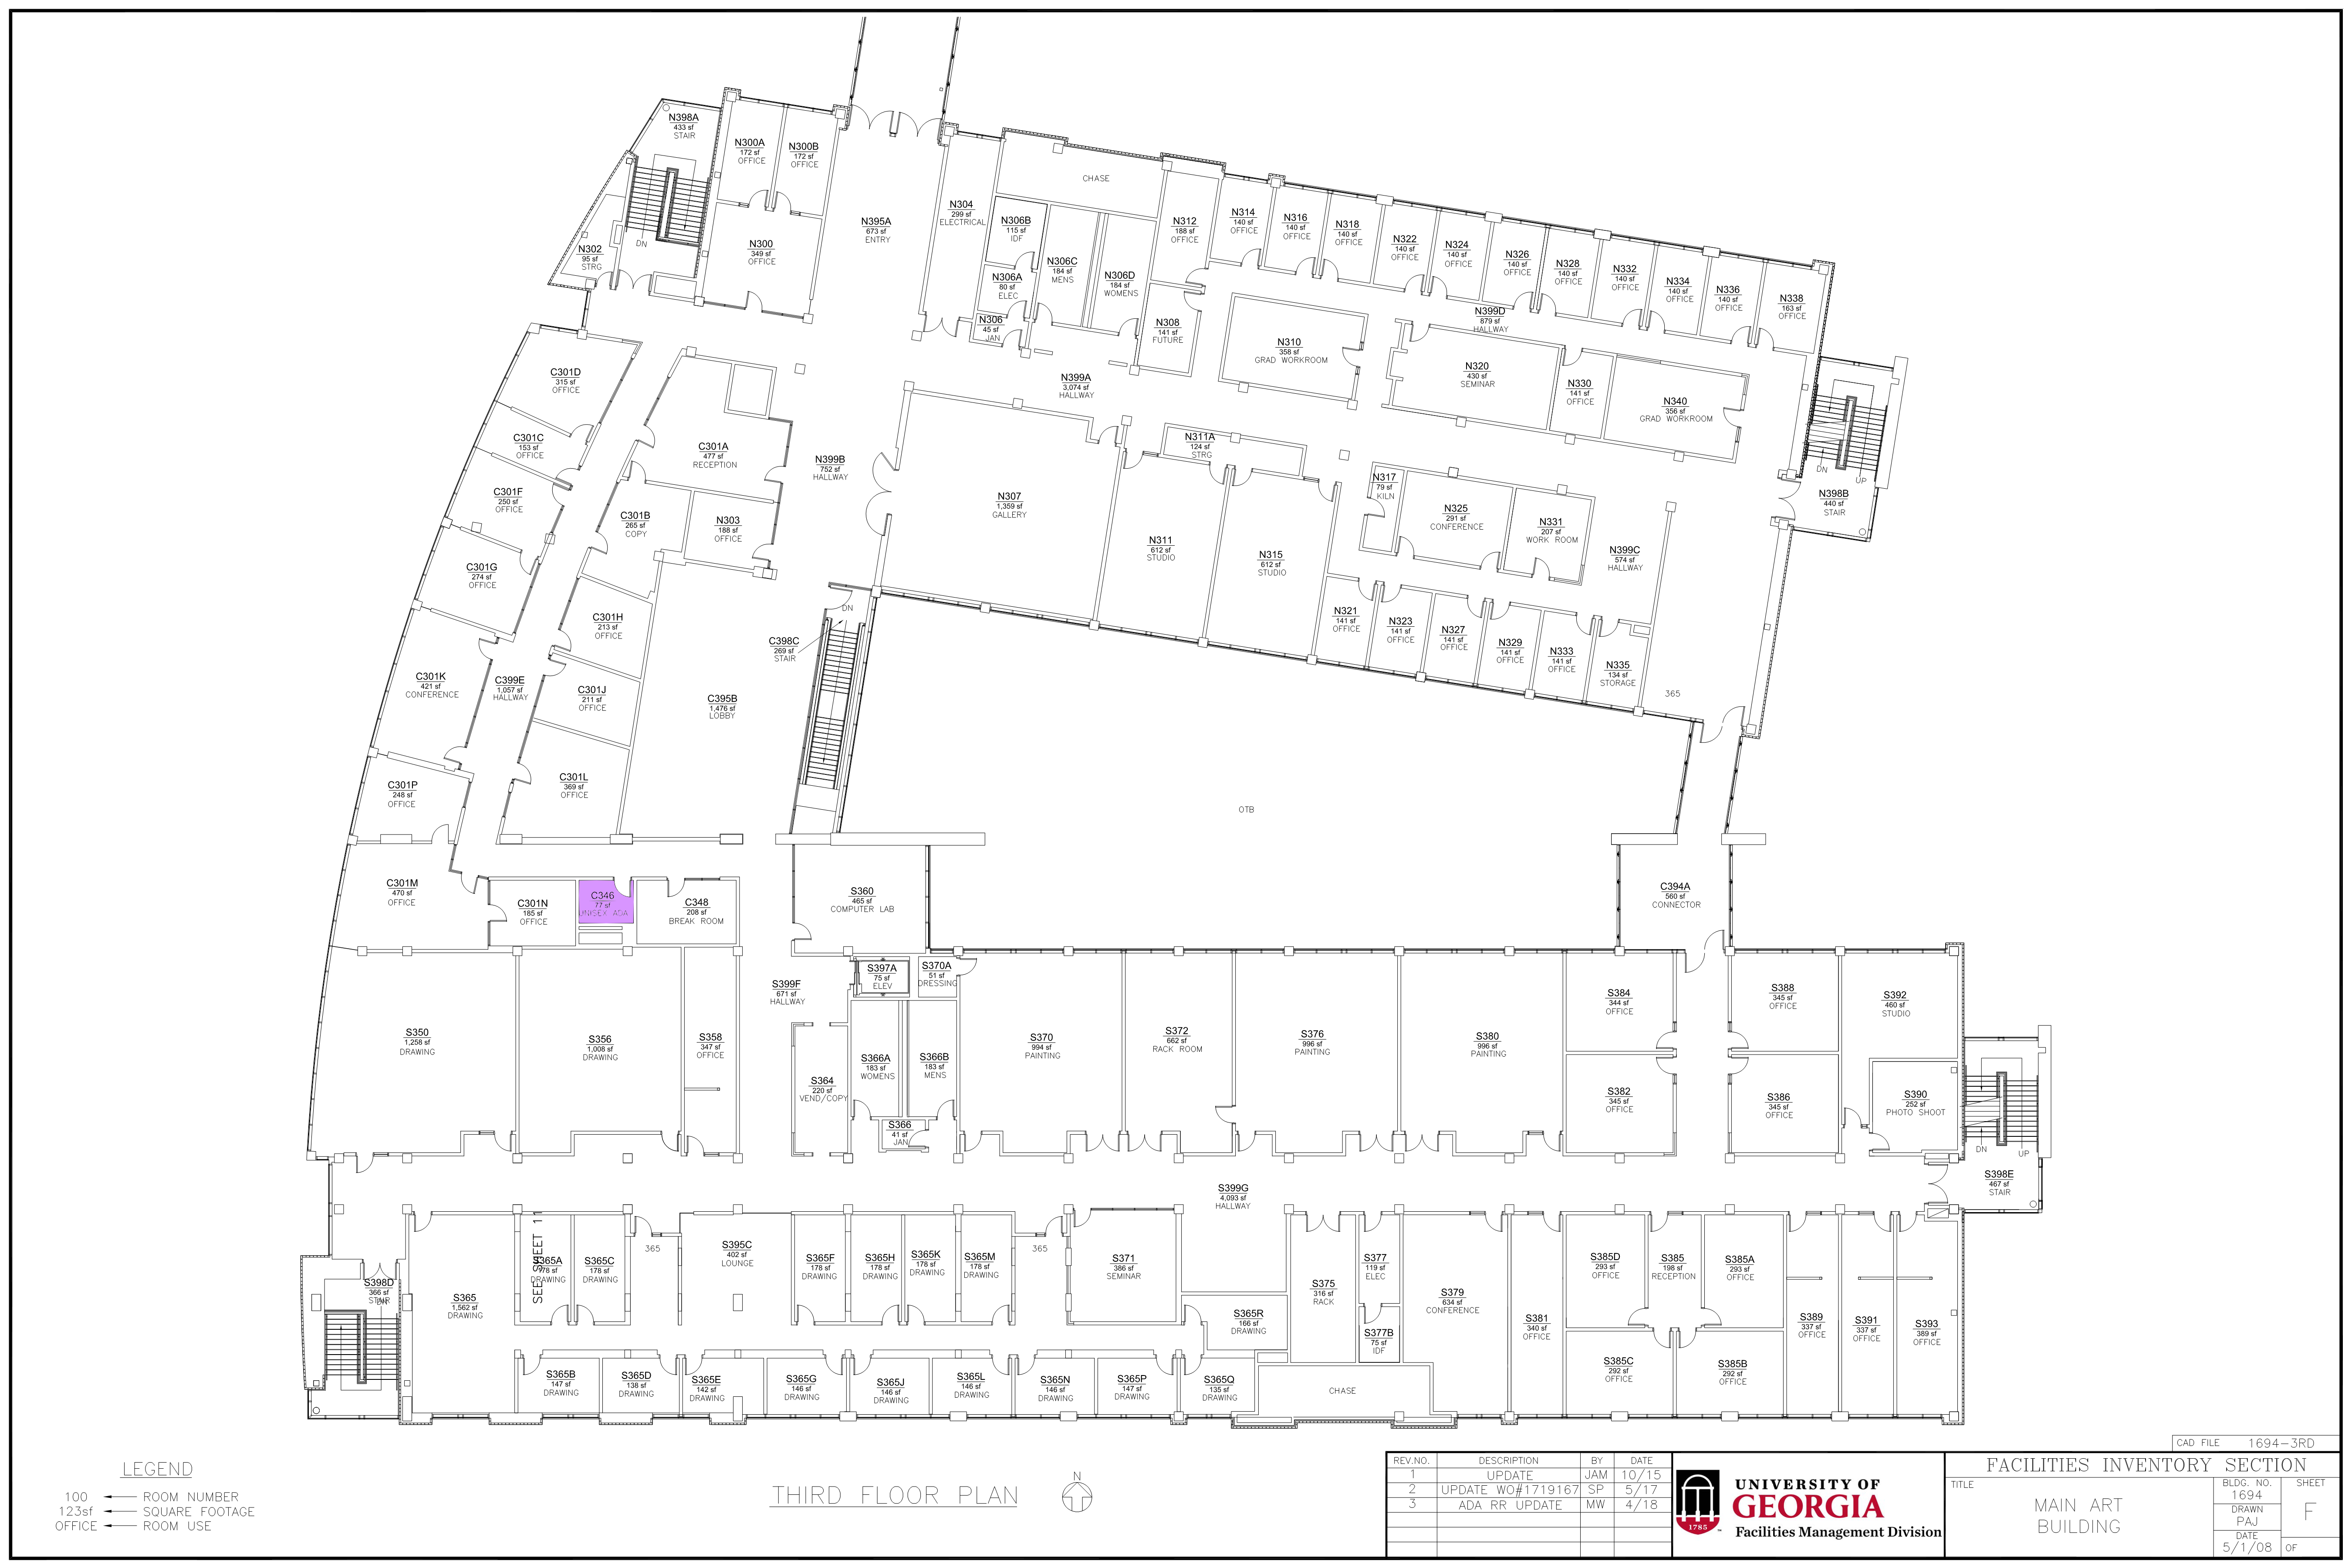 N398A
433 sf
STAIR
N300A
172 sf
OFFICE
N300B
172 sf
OFFICE
N395A
673 sf
ENTRY
N304
299 sf
ELECTRICAL
CHASE
N306B
115 sf
IDF
N306A
80 sf
ELEC
N306
45 sf
JAN
N306C
184 sf
MENS
N306D
184 sf
WOMENS
N312
188 sf
OFFICE
N314
140 sf
OFFICE
N316
140 sf
OFFICE
N318
140 sf
OFFICE
N322
140 sf
OFFICE
N324
140 sf
OFFICE
N326
140 sf
OFFICE
N328
140 sf
OFFICE
N332
140 sf
OFFICE
N334
140 sf
OFFICE
N336
140 sf
OFFICE
N338
163 sf
OFFICE
N302
95 sf
STRG
DN
N300
349 sf
OFFICE
N308
141 sf
FUTURE
N310
358 sf
GRAD WORKROOM
N399D
879 sf
HALLWAY
N320
430 sf
SEMINAR
N330
141 sf
OFFICE
N340
356 sf
GRAD WORKROOM
N399A
3,074 sf
HALLWAY
C301D
315 sf
OFFICE
C301C
153 sf
OFFICE
C301A
477 sf
RECEPTION
N399B
752 sf
HALLWAY
N311A
124 sf
STRG
DN
UP
N398B
440 sf
STAIR
C301F
250 sf
OFFICE
C301B
265 sf
COPY
N303
188 sf
OFFICE
N307
1,359 sf
GALLERY
N311
612 sf
STUDIO
N315
612 sf
STUDIO
N317
79 sf
KILN
N325
291 sf
CONFERENCE
N331
207 sf
WORK ROOM
N399C
574 sf
HALLWAY
C301G
274 sf
OFFICE
C301H
213 sf
OFFICE
DN
C398C
269 sf
STAIR
N321
141 sf
OFFICE
N323
141 sf
OFFICE
N327
141 sf
OFFICE
N329
141 sf
OFFICE
N333
141 sf
OFFICE
N335
134 sf
STORAGE
365
C301K
421 sf
CONFERENCE
C399E
1,057 sf
HALLWAY
C301J
211 sf
OFFICE
C395B
1,476 sf
LOBBY
C301P
248 sf
OFFICE
C301L
369 sf
OFFICE
OTB
C301M
470 sf
OFFICE
C301N
185 sf
OFFICE
C346
77 sf
UNISEX ADA
C348
208 sf
BREAK ROOM
S360
465 sf
COMPUTER LAB
C394A
560 sf
CONNECTOR
S399F
671 sf
HALLWAY
S397A
75 sf
ELEV
S370A
51 sf
DRESSING
S350
1,258 sf
DRAWING
S356
1,008 sf
DRAWING
S358
347 sf
OFFICE
S364
220 sf
VEND/COPY
S366A
183 sf
WOMENS
S366B
183 sf
MENS
S366
41 sf
JAN
S370
994 sf
PAINTING
S372
662 sf
RACK ROOM
S376
996 sf
PAINTING
S380
996 sf
PAINTING
S384
344 sf
OFFICE
S382
345 sf
OFFICE
S388
345 sf
OFFICE
S386
345 sf
OFFICE
S392
460 sf
STUDIO
S390
252 sf
PHOTO SHOOT
DN
UP
S398E
467 sf
STAIR
S399G
4,093 sf
HALLWAY
S398D
366 sf
STAIR
DN
S365
1,562 sf
DRAWING
SEE SHEET 11
S365A
178 sf
DRAWING
S365C
178 sf
DRAWING
365
S395C
402 sf
LOUNGE
S365F
178 sf
DRAWING
S365H
178 sf
DRAWING
S365K
178 sf
DRAWING
S365M
178 sf
DRAWING
365
S371
386 sf
SEMINAR
S365R
166 sf
DRAWING
S375
316 sf
RACK
S377
119 sf
ELEC
S377B
75 sf
IDF
S379
634 sf
CONFERENCE
S381
340 sf
OFFICE
S385D
293 sf
OFFICE
S385
198 sf
RECEPTION
S385A
293 sf
OFFICE
S389
337 sf
OFFICE
S391
337 sf
OFFICE
S393
389 sf
OFFICE
S385C
292 sf
OFFICE
S385B
292 sf
OFFICE
S365B
147 sf
DRAWING
S365D
138 sf
DRAWING
S365E
142 sf
DRAWING
S365G
146 sf
DRAWING
S365J
146 sf
DRAWING
S365L
146 sf
DRAWING
S365N
146 sf
DRAWING
S365P
147 sf
DRAWING
S365Q
135 sf
DRAWING
CHASE
LEGEND
100 ROOM NUMBER
123sf SQUARE FOOTAGE
OFFICE ROOM USE
THIRD FLOOR PLAN
N
REV.NO. DESCRIPTION BY DATE
1 UPDATE JAM 10/15
2 UPDATE WO#1719167 SP 5/17
3 ADA RR UPDATE MW 4/18
1785
UNIVERSITY OF
GEORGIA
Facilities Management Division
CAD FILE 1694-3RD
FACILITIES INVENTORY SECTION
TITLE
MAIN ART
BUILDING
BLDG. NO.
1694
DRAWN
PAJ
DATE
5/1/08
SHEET
F
OF